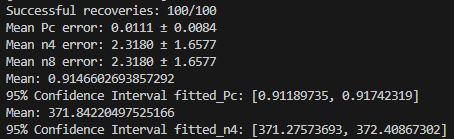 Successful recoveries: 100/100
Mean Pc error: 0.0111 ± 0.0084
Mean n4 error: 2.3180 ± 1.6577
Mean n8 error: 2.3180 ± 1.6577
Mean: 0.9146602693857292
95% Confidence Interval fitted_Pc: [0.91189735, 0.91742319]
Mean: 371.84220497525166
95% Confidence Interval fitted_n4: [371.27573693, 372.40867302]